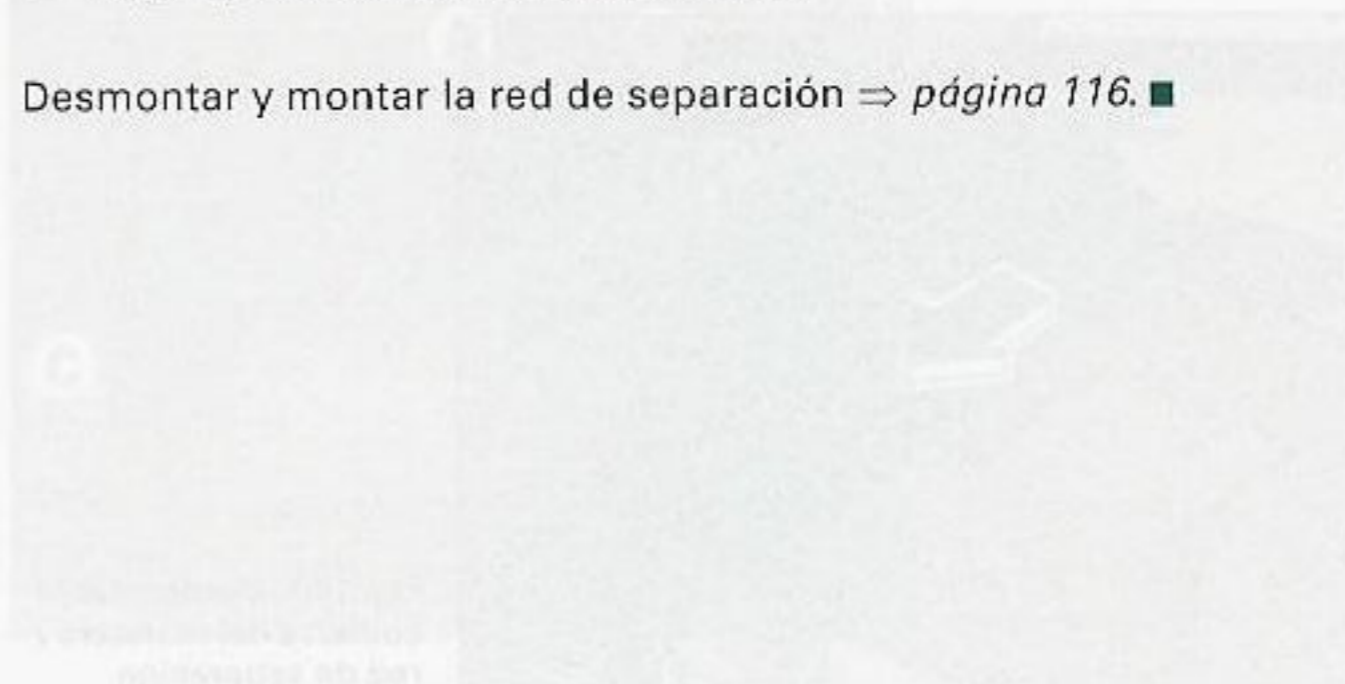 Desmontar y montar la red de separación ⇒ página 116. ■